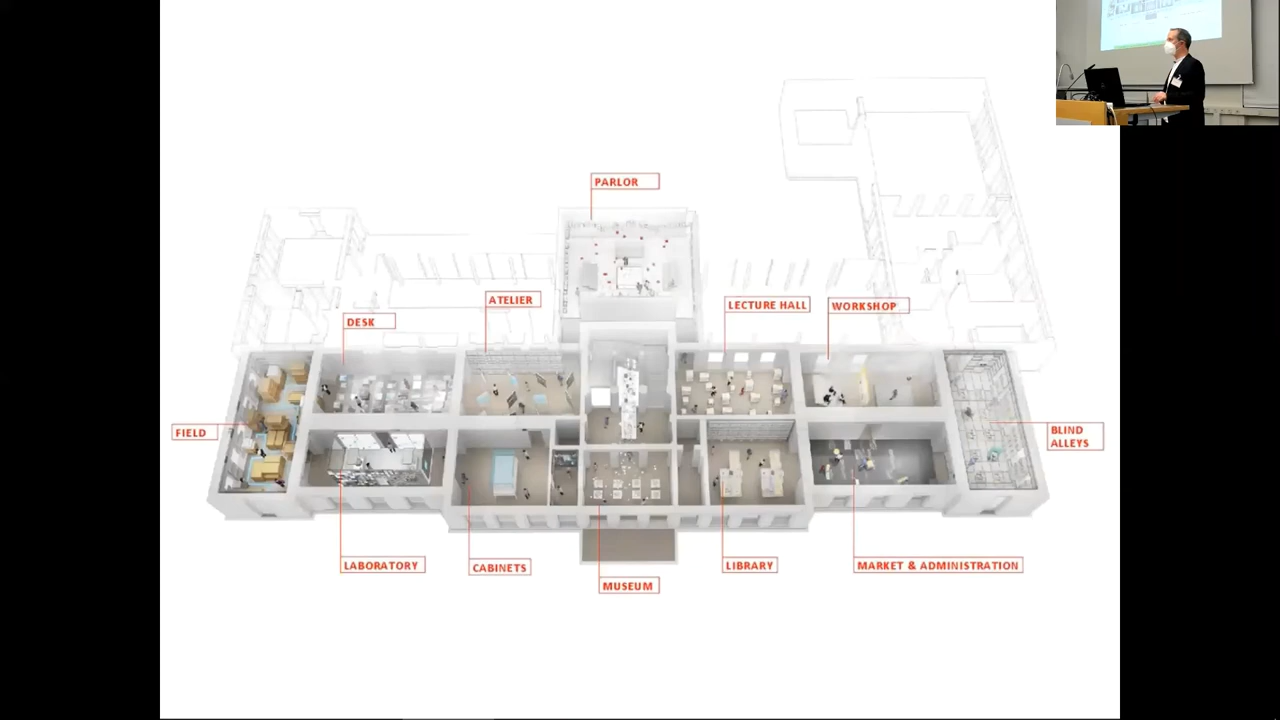 PARLOR
ATELIER
LECTURE HALL
WORKSHOP
DESK
FIELD
BLIND
ALLEYS
LABORATORY
CABINETS
LIBRARY
MARKET & ADMINISTRATION
MUSEUM